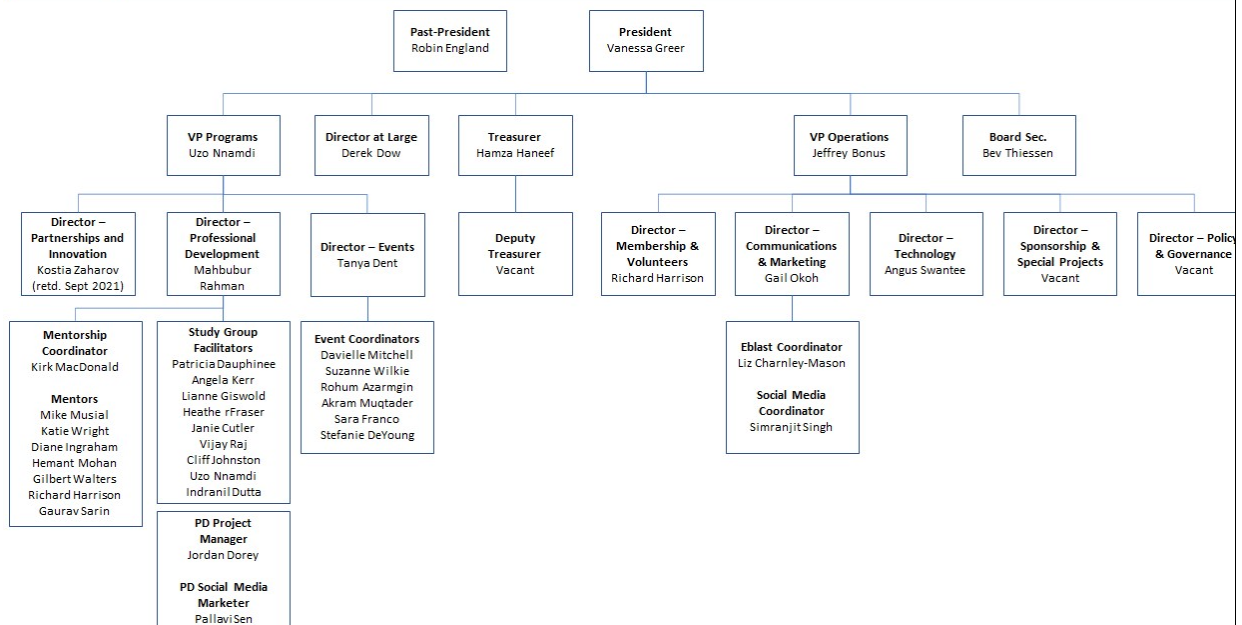 Past-President
Robin England
President
Vanessa Greer
VP Programs
Uzo Nnamdi
Director at Large
Derek Dow
Treasurer
Hamza Haneef
VP Operations
Jeffrey Bonus
Board Sec.
Bev Thiessen
Director –
Partnerships and
Innovation
Kostia Zaharov
(retd. Sept 2021)
Director –
Professional
Development
Mahbubur
Rahman
Director – Events
Tanya Dent
Deputy
Treasurer
Vacant
Director –
Membership &
Volunteers
Richard Harrison
Director –
Communications
& Marketing
Gail Okoh
Director –
Technology
Angus Swantee
Director –
Sponsorship &
Special Projects
Vacant
Director – Policy
& Governance
Vacant
Mentorship
Coordinator
Kirk MacDonald
Mentors
Mike Musial
Katie Wright
Diane Ingraham
Hemant Mohan
Gilbert Walters
Richard Harrison
Gaurav Sarin
Study Group
Facilitators
Patricia Dauphinee
Angela Kerr
Lianne Giswold
Heathe rFraser
Janie Cutler
Vijay Raj
Cliff Johnston
Uzo Nnamdi
Indranil Dutta
Event Coordinators
Davielle Mitchell
Suzanne Wilkie
Rohum Azarmgin
Akram Muqtader
Sara Franco
Stefanie DeYoung
Eblast Coordinator
Liz Charnley-Mason
Social Media
Coordinator
Simranjit Singh
PD Project
Manager
Jordan Dorey
PD Social Media
Marketer
Pallavi Sen